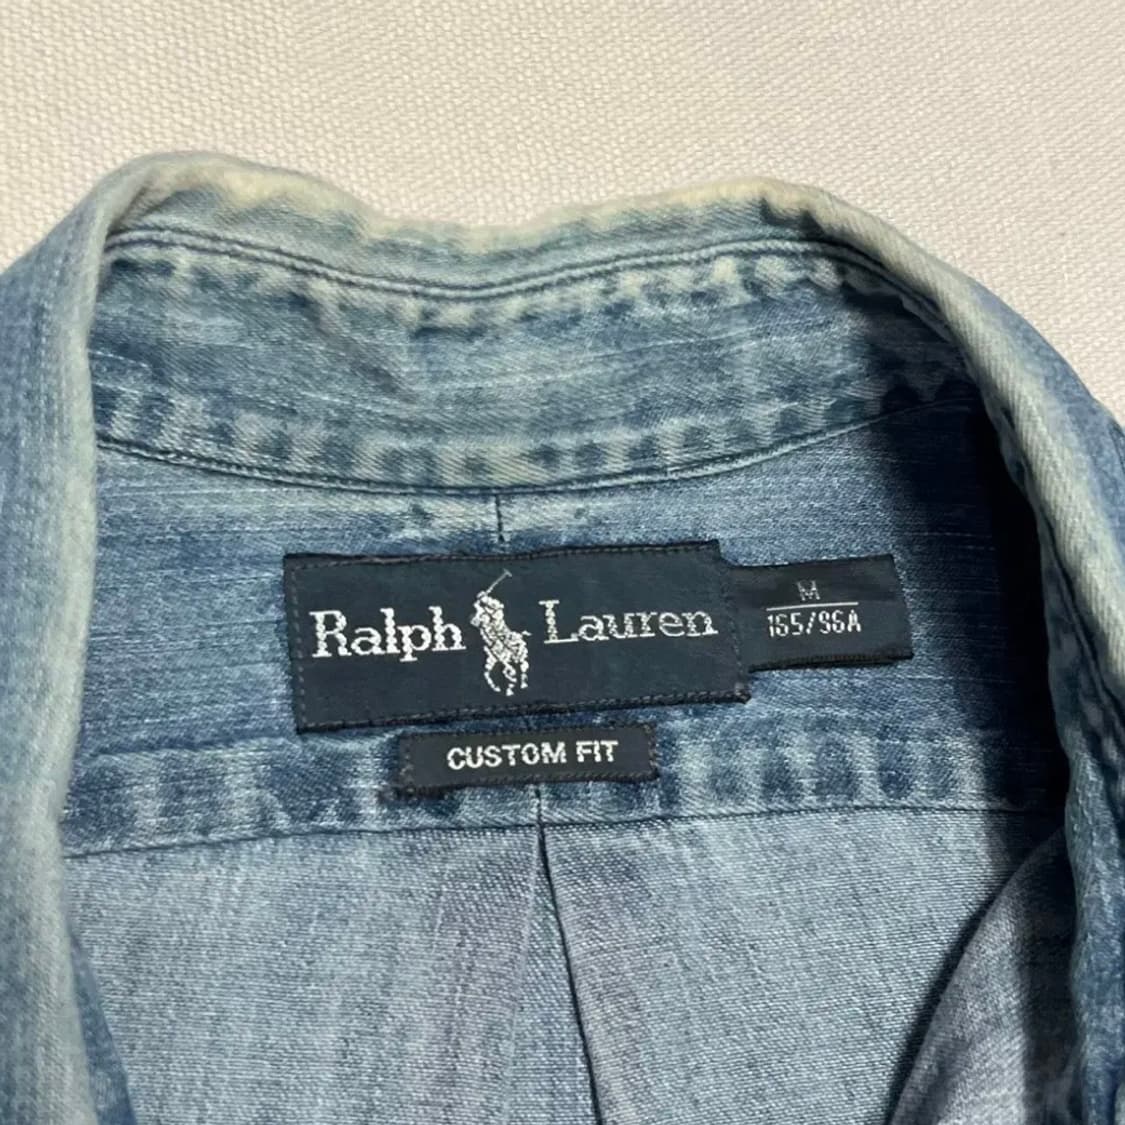 Ralph Lauren
M
165/96A
CUSTOM FIT